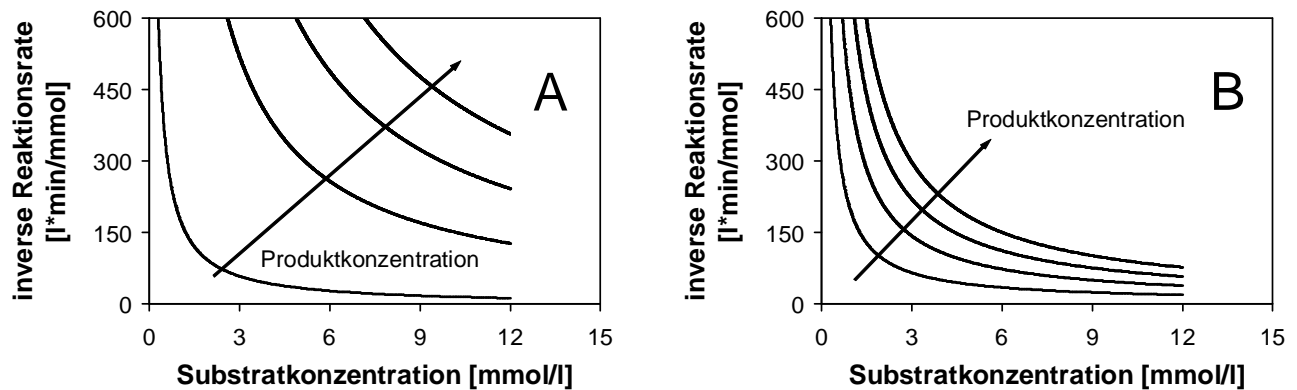 inverse Reaktionsrate
[l*min/mmol]
600
450
300
150
0
A
Produktkonzentration
0 3 6 9 12 15
Substratkonzentration [mmol/l]
inverse Reaktionsrate
[l*min/mmol]
600
450
300
150
0
B
Produktkonzentration
0 3 6 9 12 15
Substratkonzentration [mmol/l]